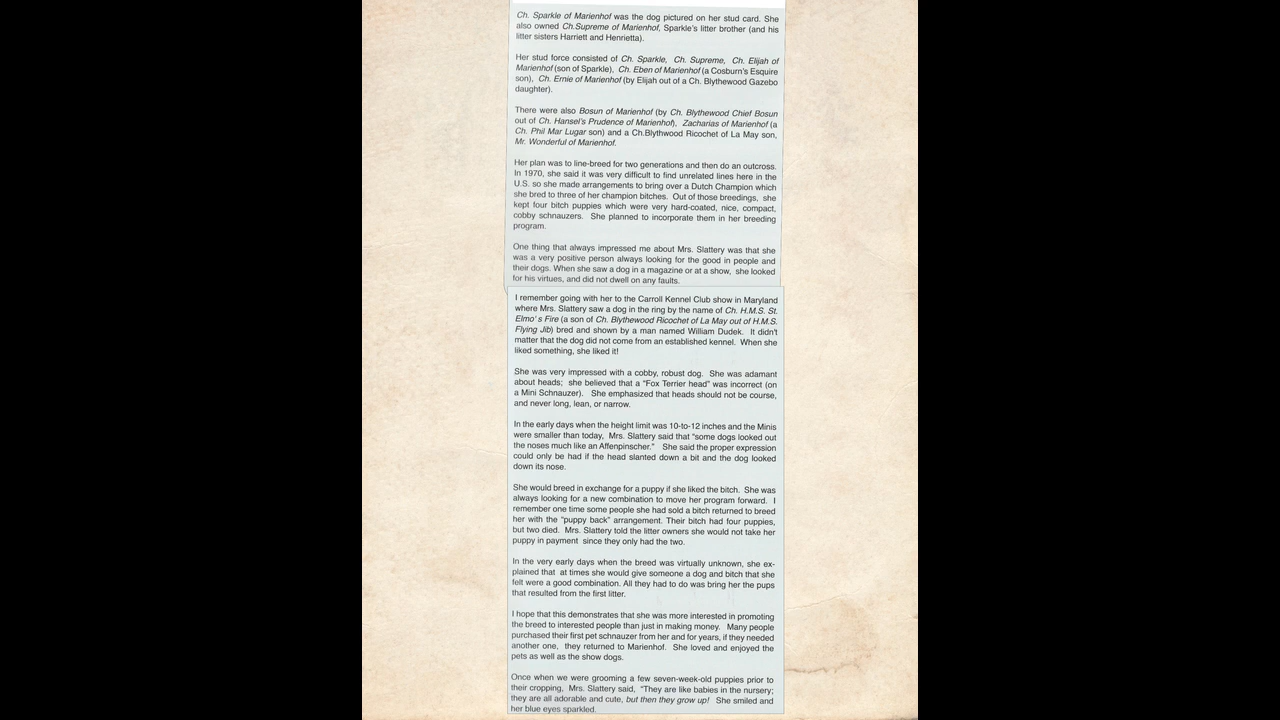 Ch. Sparkle of Marienhof was the dog pictured on her stud card. She
also owned Ch.Supreme of Marienhof, Sparkle's litter brother (and his
litter sisters Harriett and Henrietta).
Her stud force consisted of Ch. Sparkle, Ch. Supreme, Ch. Elijah of
Marienhof (son of Sparkle), Ch. Eben of Marienhof (a Cosburn's Esquire
son), Ch. Ernie of Marienhof (by Elijah out of a Ch. Blythewood Gazebo
daughter).
There were also Bosun of Marienhof (by Ch. Blythewood Chief Bosun
out of Ch. Hansel's Prudence of Marienhof), Zacharias of Marienhof (a
Ch. Phil Mar Lugar son) and a Ch.Blythwood Ricochet of La May son,
Mr. Wonderful of Marienhof.
Her plan was to line-breed for two generations and then do an outcross.
In 1970, she said it was very difficult to find unrelated lines here in the
U.S. so she made arrangements to bring over a Dutch Champion which
she bred to three of her champion bitches. Out of those breedings, she
kept four bitch puppies which were very hard-coated, nice, compact,
cobby schnauzers. She planned to incorporate them in her breeding
program.
One thing that always impressed me about Mrs. Slattery was that she
was a very positive person always looking for the good in people and
their dogs. When she saw a dog in a magazine or at a show, she looked
for his virtues, and did not dwell on any faults.
I remember going with her to the Carroll Kennel Club show in Maryland
where Mrs. Slattery saw a dog in the ring by the name of Ch. H.M.S. St.
Elmo' s Fire (a son of Ch. Blythewood Ricochet of La May out of H.M.S.
Flying Jib) bred and shown by a man named William Dudek. It didn't
matter that the dog did not come from an established kennel. When she
liked something, she liked it!
She was very impressed with a cobby, robust dog. She was adamant
about heads; she believed that a "Fox Terrier head" was incorrect (on
a Mini Schnauzer). She emphasized that heads should not be course,
and never long, lean, or narrow.
In the early days when the height limit was 10-to-12 inches and the Minis
were smaller than today, Mrs. Slattery said that "some dogs looked out
the noses much like an Affenpinscher." She said the proper expression
could only be had if the head slanted down a bit and the dog looked
down its nose.
She would breed in exchange for a puppy if she liked the bitch. She was
always looking for a new combination to move her program forward. I
remember one time some people she had sold a bitch returned to breed
her with the "puppy back" arrangement. Their bitch had four puppies,
but two died. Mrs. Slattery told the litter owners she would not take her
puppy in payment since they only had the two.
In the very early days when the breed was virtually unknown, she ex-
plained that at times she would give someone a dog and bitch that she
felt were a good combination. All they had to do was bring her the pups
that resulted from the first litter.
I hope that this demonstrates that she was more interested in promoting
the breed to interested people than just in making money. Many people
purchased their first pet schnauzer from her and for years, if they needed
another one, they returned to Marienhof. She loved and enjoyed the
pets as well as the show dogs.
Once when we were grooming a few seven-week-old puppies prior to
their cropping, Mrs. Slattery said, "They are like babies in the nursery;
they are all adorable and cute, but then they grow up! She smiled and
her blue eyes sparkled.